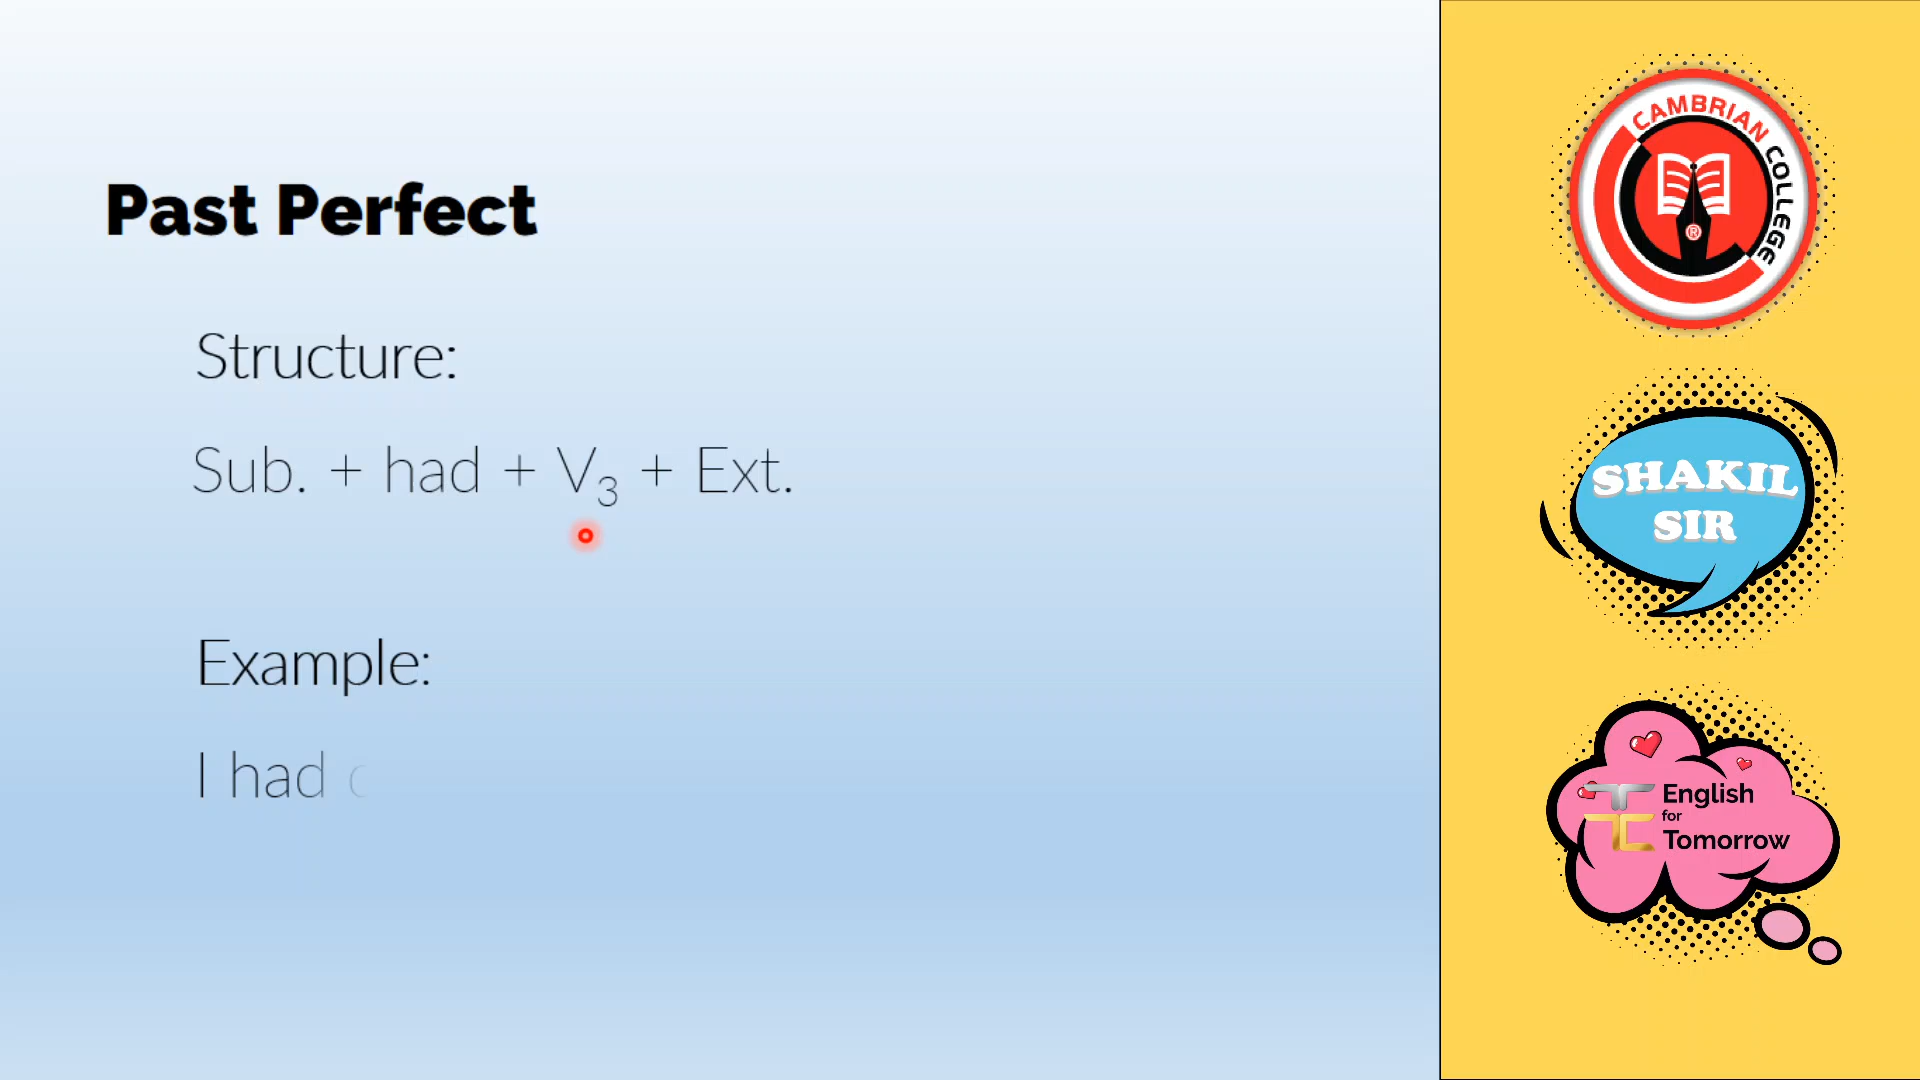 Past Perfect
Structure:
Sub. + had + V₃ + Ext.
Example:
I had
CAMBRIAN COLLEGE
®
SHAKIL
SIR
English
for
Tomorrow